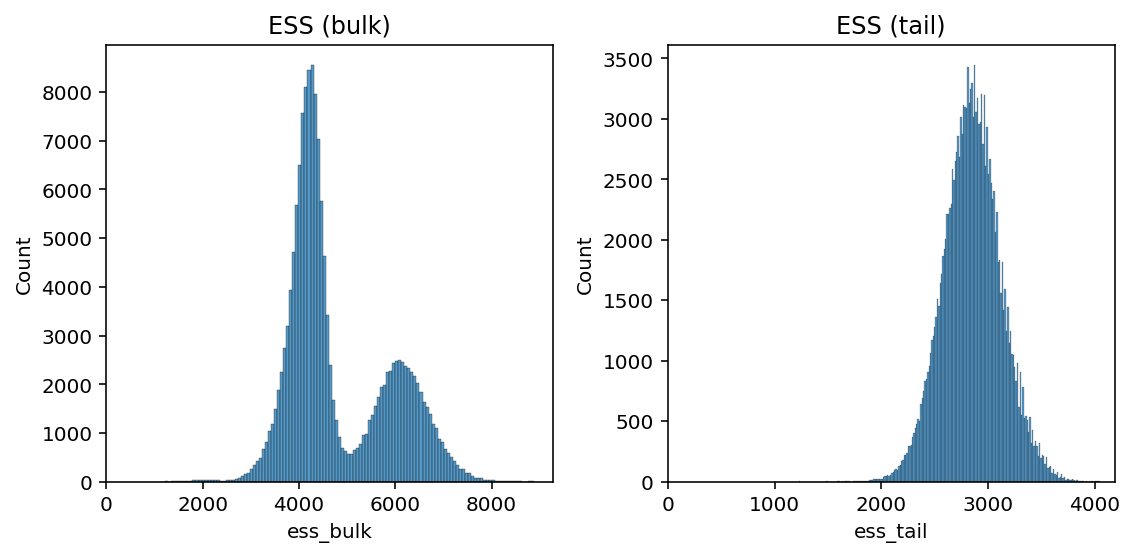 ESS (bulk)
8000
7000
6000
5000
4000
3000
2000
1000
0
Count
0 2000 4000 6000 8000
ess_bulk
ESS (tail)
3500
3000
2500
2000
1500
1000
500
0
Count
0 1000 2000 3000 4000
ess_tail